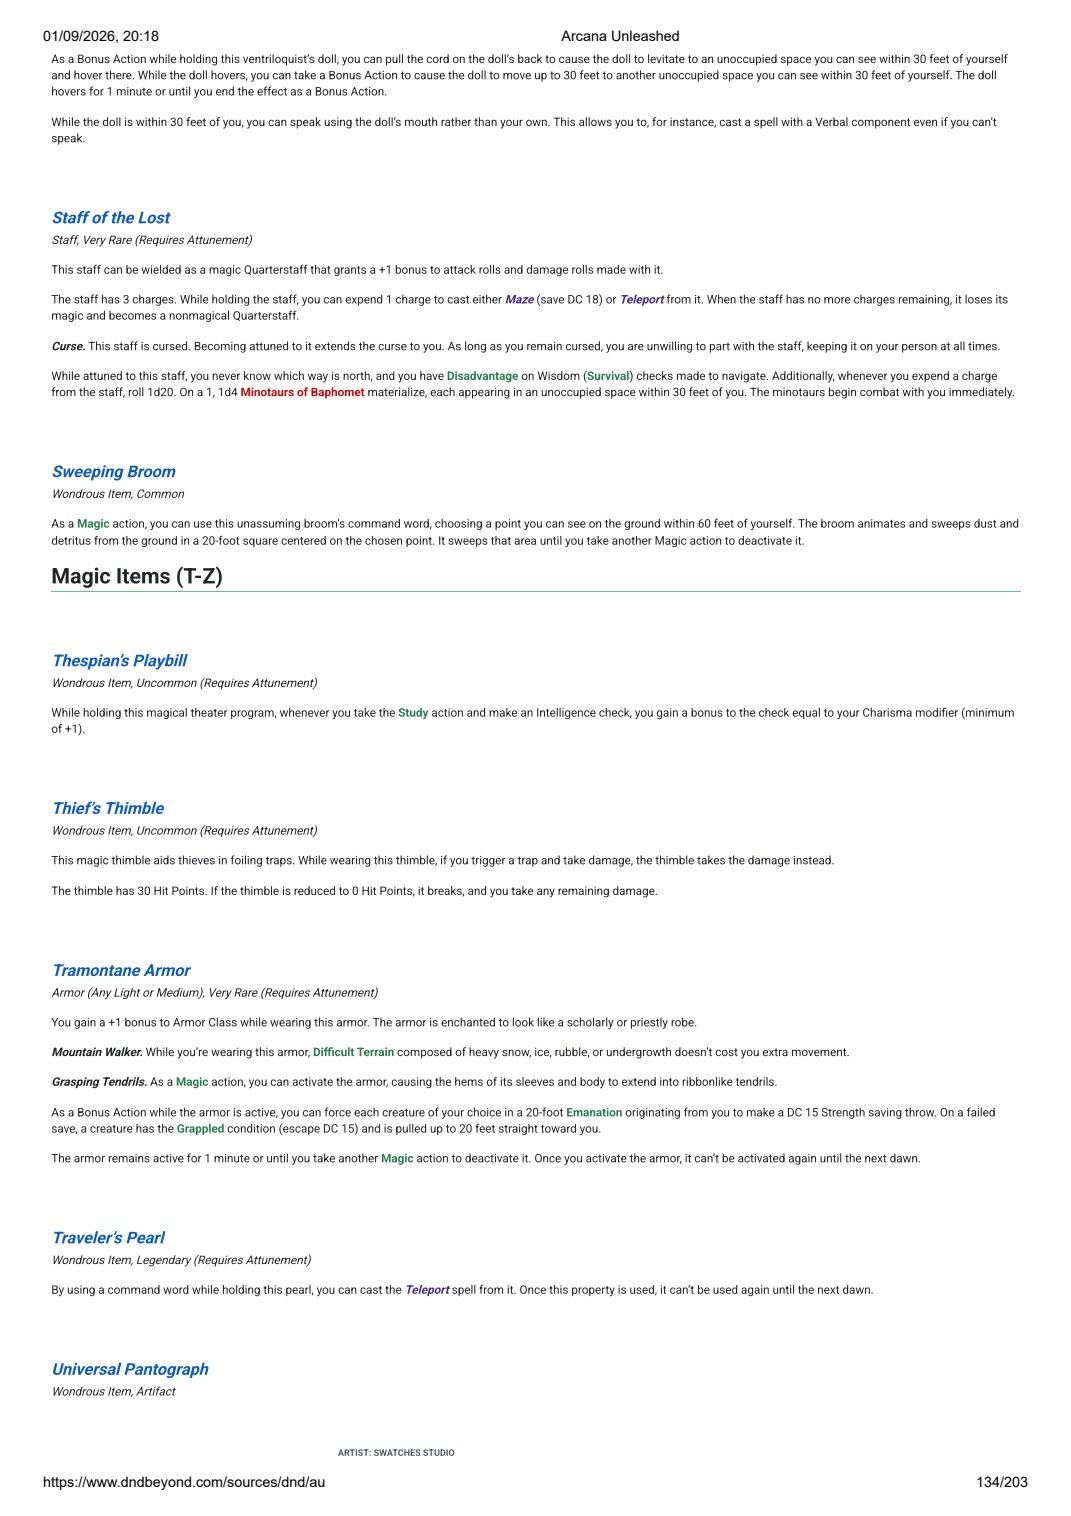 01/09/2026, 20:18 Arcana Unleashed
As a Bonus Action while holding this ventriloquist's doll, you can pull the cord on the doll's back to cause the doll to levitate to an unoccupied space you can see within 30 feet of yourself
and hover there. While the doll hovers, you can take a Bonus Action to cause the doll to move up to 30 feet to another unoccupied space you can see within 30 feet of yourself. The doll
hovers for 1 minute or until you end the effect as a Bonus Action.
While the doll is within 30 feet of you, you can speak using the doll's mouth rather than your own. This allows you to, for instance, cast a spell with a Verbal component even if you can't
speak.
Staff of the Lost
Staff, Very Rare (Requires Attunement)
This staff can be wielded as a magic Quarterstaff that grants a +1 bonus to attack rolls and damage rolls made with it.
The staff has 3 charges. While holding the staff, you can expend 1 charge to cast either Maze (save DC 18) or Teleport from it. When the staff has no more charges remaining, it loses its
magic and becomes a nonmagical Quarterstaff.
Curse. This staff is cursed. Becoming attuned to it extends the curse to you. As long as you remain cursed, you are unwilling to part with the staff, keeping it on your person at all times.
While attuned to this staff, you never know which way is north, and you have Disadvantage on Wisdom (Survival) checks made to navigate. Additionally, whenever you expend a charge
from the staff, roll 1d20. On a 1, 1d4 Minotaurs of Baphomet materialize, each appearing in an unoccupied space within 30 feet of you. The minotaurs begin combat with you immediately.
Sweeping Broom
Wondrous Item, Common
As a Magic action, you can use this unassuming broom's command word, choosing a point you can see on the ground within 60 feet of yourself. The broom animates and sweeps dust and
detritus from the ground in a 20-foot square centered on the chosen point. It sweeps that area until you take another Magic action to deactivate it.
Magic Items (T-Z)
Thespian's Playbill
Wondrous Item, Uncommon (Requires Attunement)
While holding this magical theater program, whenever you take the Study action and make an Intelligence check, you gain a bonus to the check equal to your Charisma modifier (minimum
of +1).
Thief's Thimble
Wondrous Item, Uncommon (Requires Attunement)
This magic thimble aids thieves in foiling traps. While wearing this thimble, if you trigger a trap and take damage, the thimble takes the damage instead.
The thimble has 30 Hit Points. If the thimble is reduced to 0 Hit Points, it breaks, and you take any remaining damage.
Tramontane Armor
Armor (Any Light or Medium), Very Rare (Requires Attunement)
You gain a +1 bonus to Armor Class while wearing this armor. The armor is enchanted to look like a scholarly or priestly robe.
Mountain Walker. While you're wearing this armor, Difficult Terrain composed of heavy snow, ice, rubble, or undergrowth doesn't cost you extra movement.
Grasping Tendrils. As a Magic action, you can activate the armor, causing the hems of its sleeves and body to extend into ribbonlike tendrils.
As a Bonus Action while the armor is active, you can force each creature of your choice in a 20-foot Emanation originating from you to make a DC 15 Strength saving throw. On a failed
save, a creature has the Grappled condition (escape DC 15) and is pulled up to 20 feet straight toward you.
The armor remains active for 1 minute or until you take another Magic action to deactivate it. Once you activate the armor, it can't be activated again until the next dawn.
Traveler's Pearl
Wondrous Item, Legendary (Requires Attunement)
By using a command word while holding this pearl, you can cast the Teleport spell from it. Once this property is used, it can't be used again until the next dawn.
Universal Pantograph
Wondrous Item, Artifact
ARTIST: SWATCHES STUDIO
https://www.dndbeyond.com/sources/dnd/au 134/203